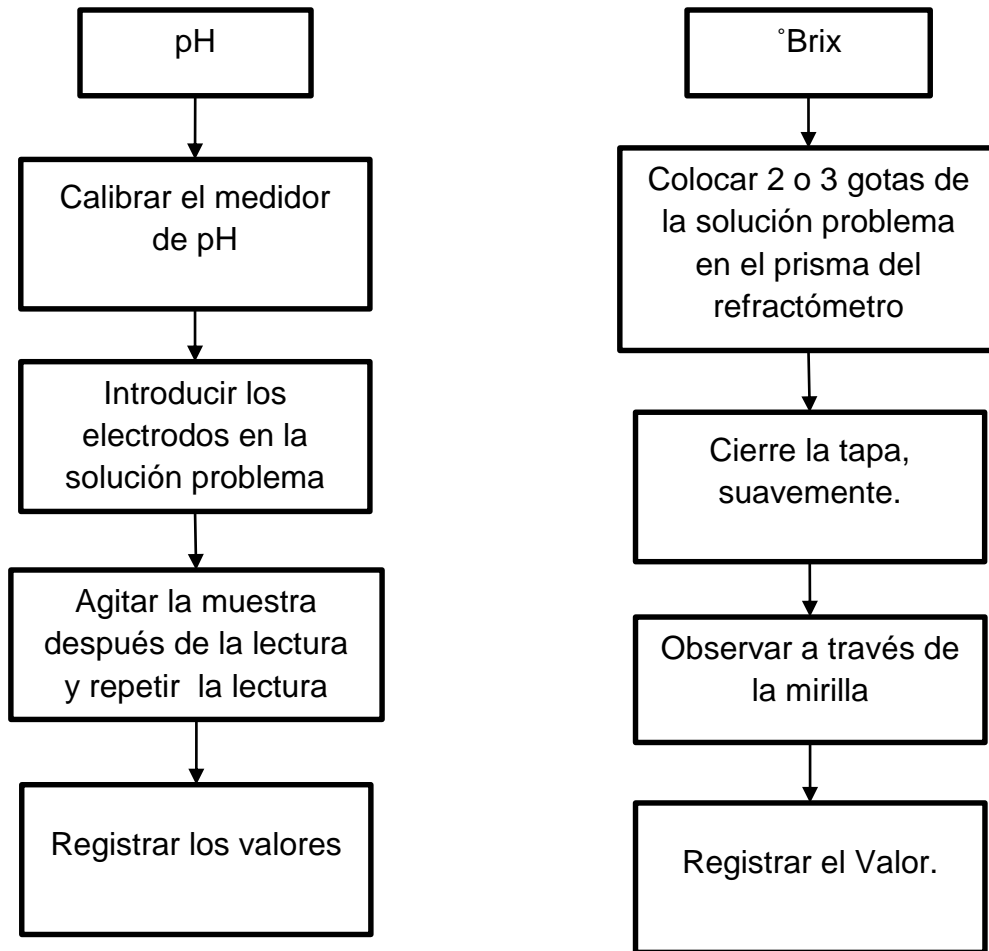 pH
Calibrar el medidor
de pH
Introducir los
electrodos en la
solución problema
Agitar la muestra
después de la lectura
y repetir  la lectura
Registrar los valores
°Brix
Colocar 2 o 3 gotas de
la solución problema
en el prisma del
refractómetro
Cierre la tapa,
suavemente.
Observar a través de
la mirilla
Registrar el Valor.